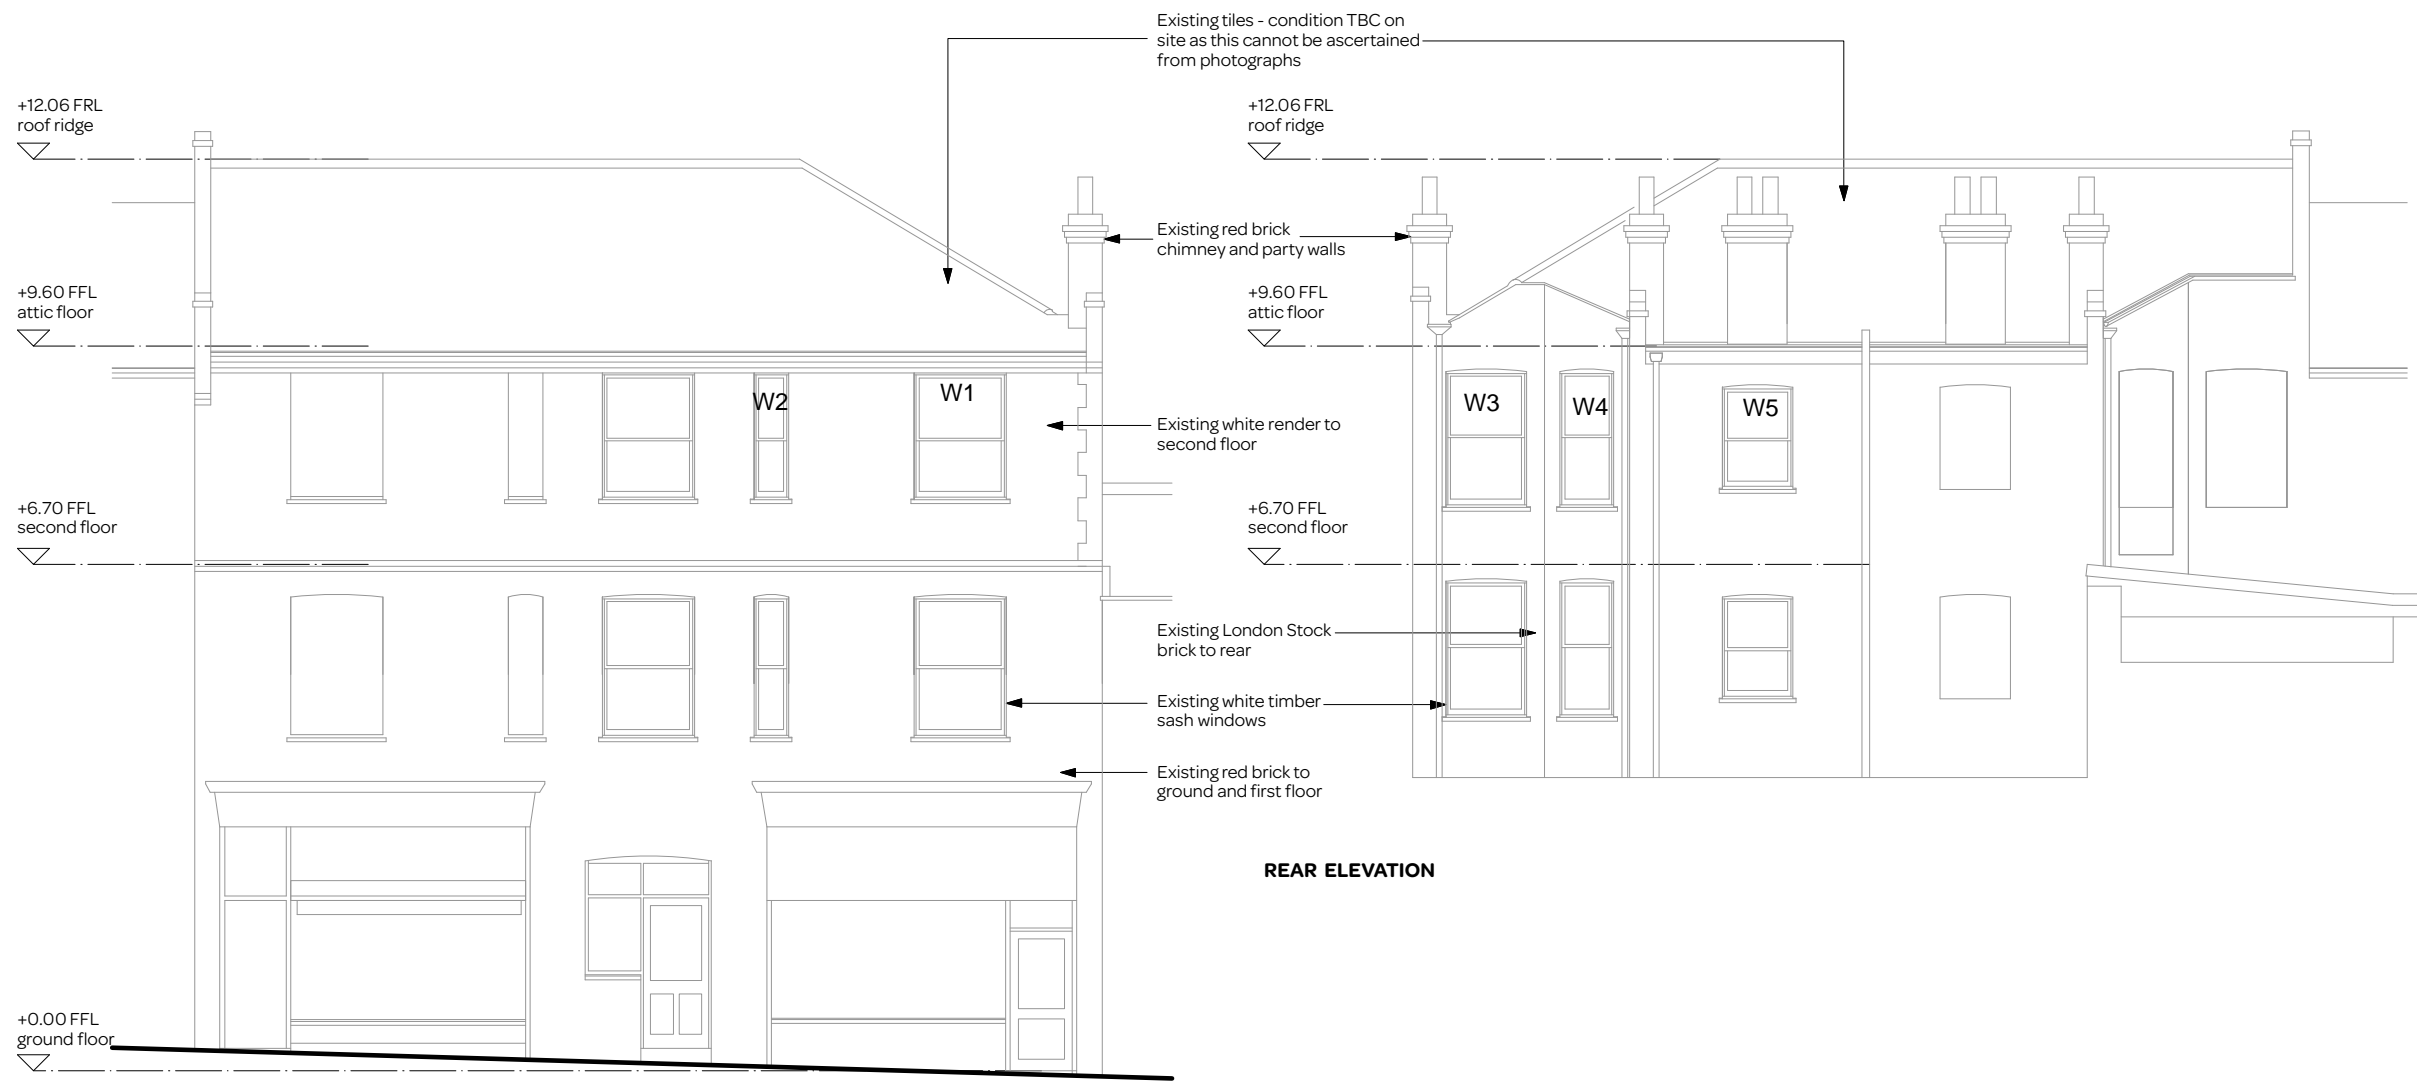 Existing tiles - condition TBC on
site as this cannot be ascertained
from photographs
+12.06 FRL
roof ridge
+12.06 FRL
roof ridge
Existing red brick
chimney and party walls
+9.60 FFL
attic floor
+9.60 FFL
attic floor
W2
W1
W3
W4
W5
Existing white render to
second floor
+6.70 FFL
second floor
+6.70 FFL
second floor
Existing London Stock
brick to rear
Existing white timber
sash windows
Existing red brick to
ground and first floor
REAR ELEVATION
+0.00 FFL
ground floor